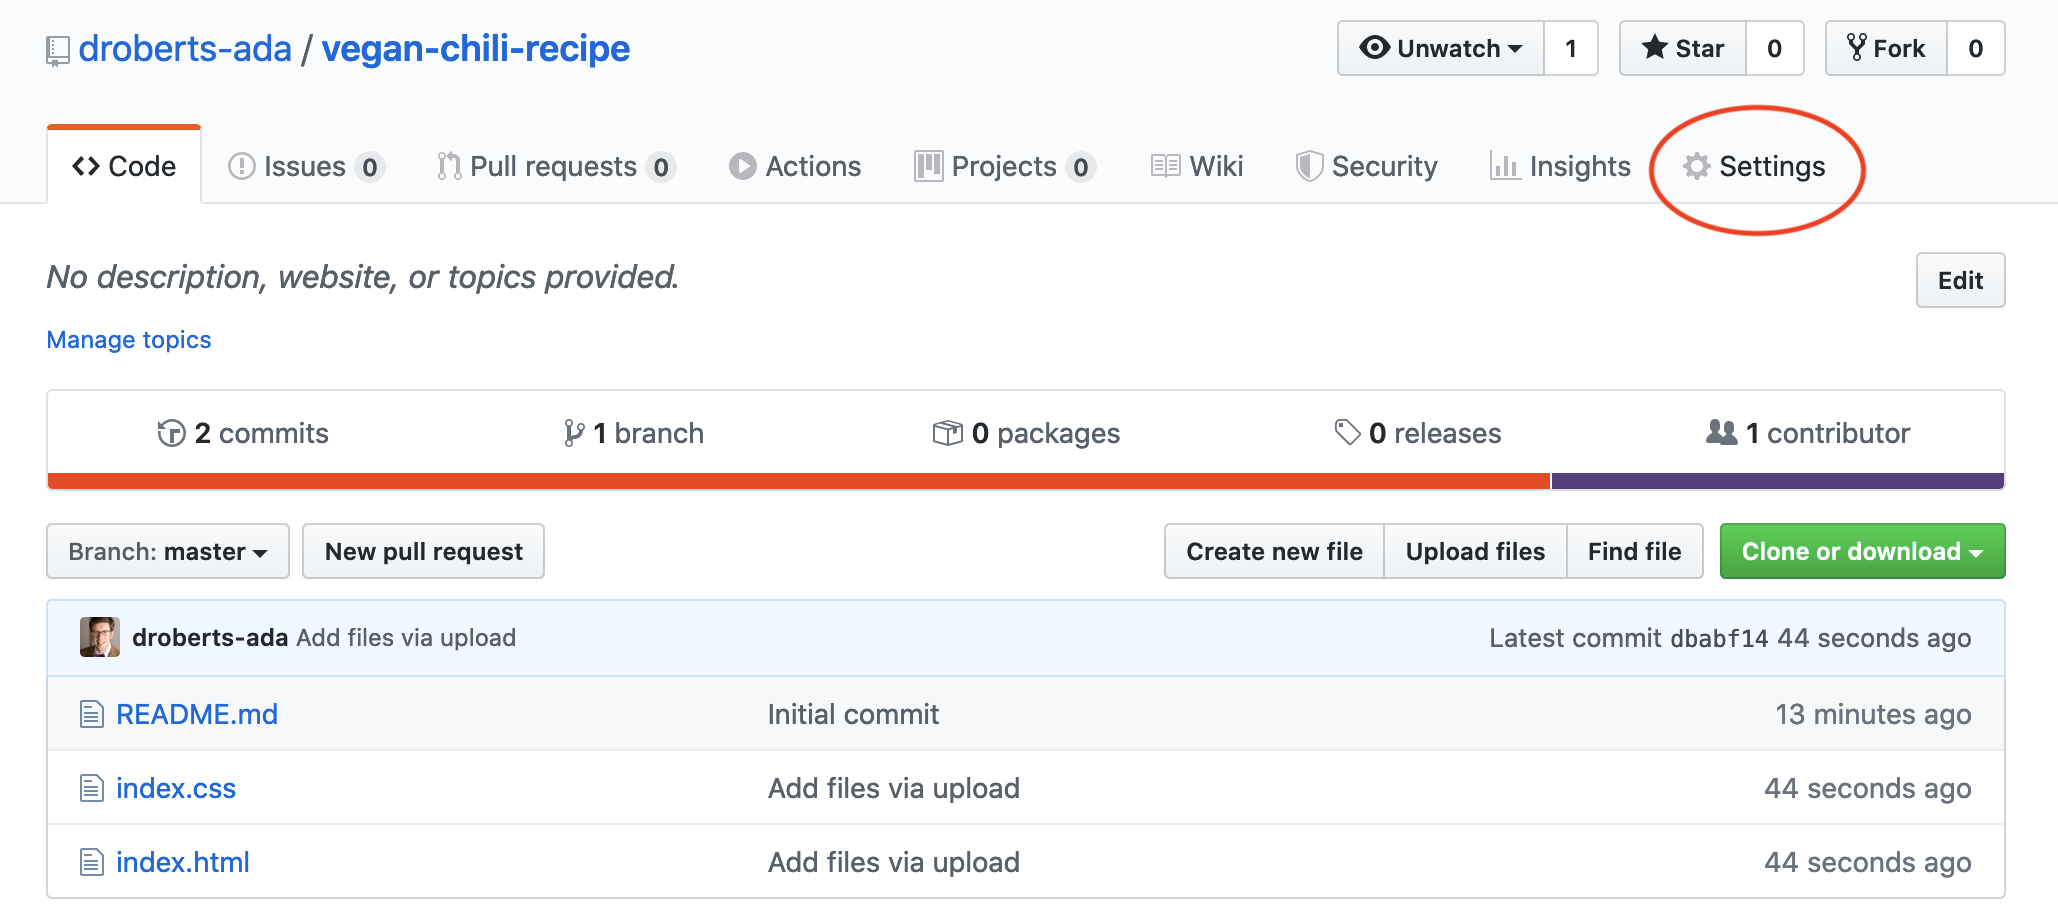 droberts-ada / vegan-chili-recipe
Unwatch 1 Star 0 Fork 0
Code Issues 0 Pull requests 0 Actions Projects 0 Wiki Security Insights Settings
No description, website, or topics provided.
Edit
Manage topics
2 commits 1 branch 0 packages 0 releases 1 contributor
Branch: master New pull request Create new file Upload files Find file Clone or download
droberts-ada Add files via upload Latest commit dbabf14 44 seconds ago
README.md Initial commit 13 minutes ago
index.css Add files via upload 44 seconds ago
index.html Add files via upload 44 seconds ago